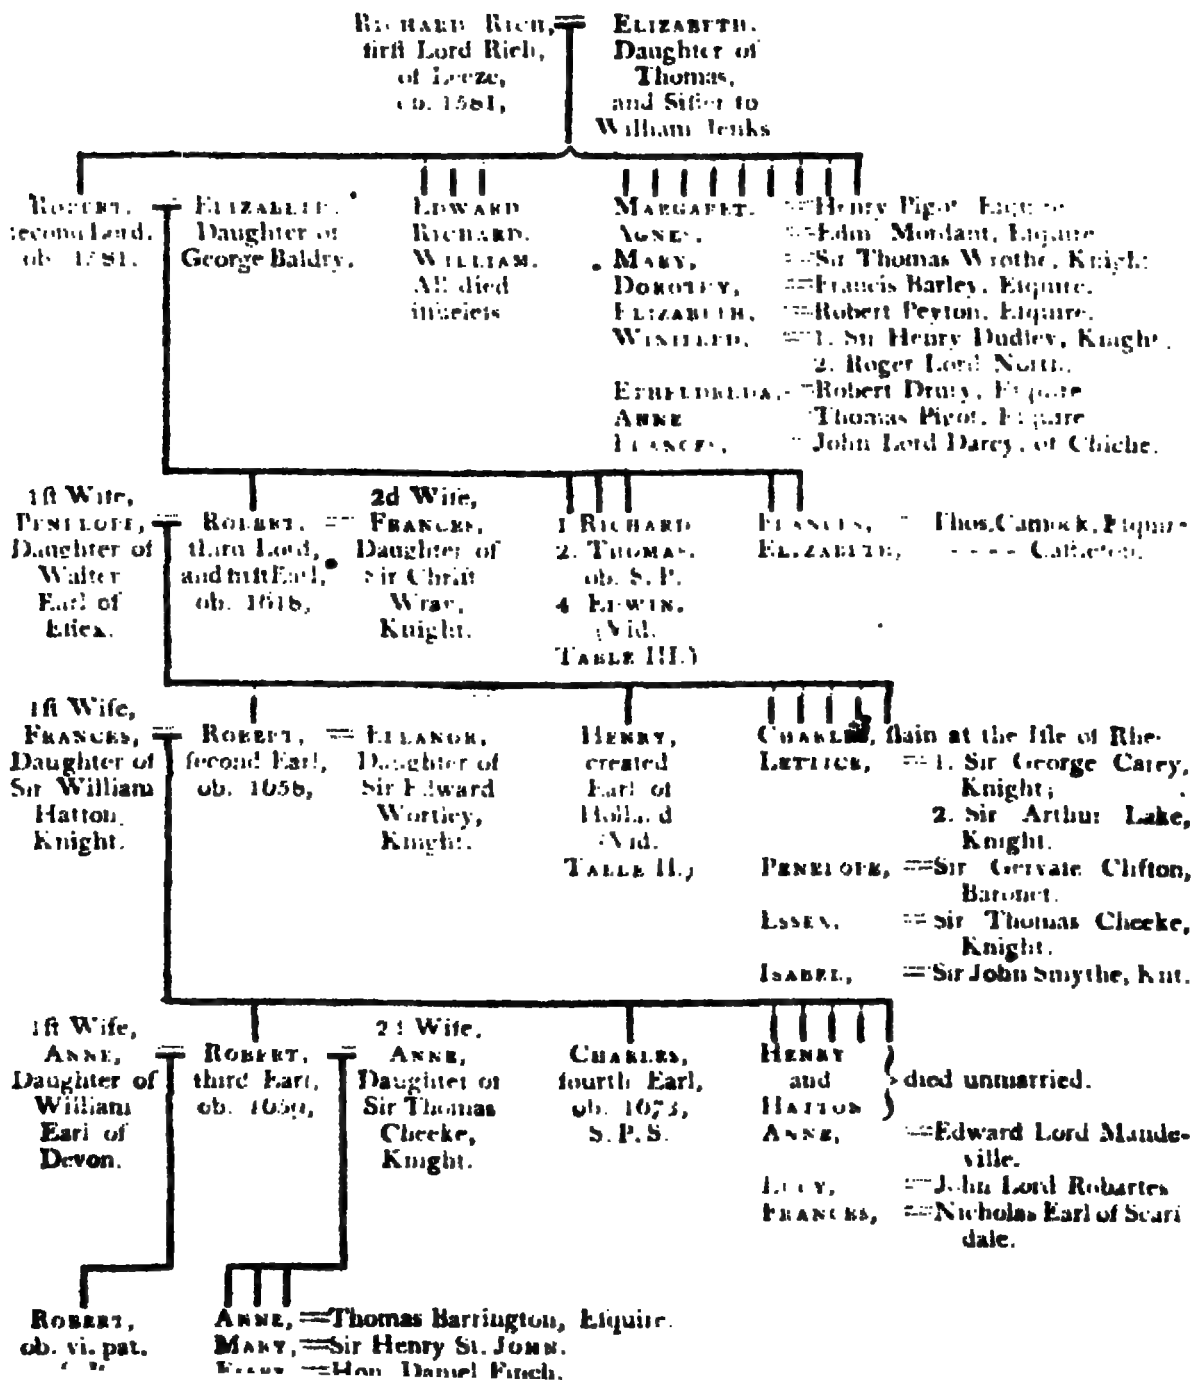 RICHARD RICH,
firſt Lord Rich,
of Leeze,
ob. 1581,
ELIZABETH.
Daughter of
Thomas,
and Siſter to
William Jenks
ROBERT,
ſecond Lord,
ob. 1581.
ELIZABETH.
Daughter of
George Baldry.
EDWARD
RICHARD.
WILLIAM.
All died
MARGARET. = Henry Pigot Eſquire
AGNES, = Edm Mordant, Eſquire
MARY, = Sir Thomas Wrothe, Knight
DOROTHY, = Francis Barley, Eſquire.
ELIZABETH, = Robert Peyton, Eſquire.
WINIFRED, = 1. Sir Henry Dudley, Knight.
2. Roger Lord North.
ETHELDREDA, = Robert Drury, Eſquire
ANNE Thomas Pigot, Eſquire
FRANCES, John Lord Darcy, of Chiche.
1ſt Wife,
PENELOPE,
Daughter of
Walter
Earl of
Eſſex.
ROBERT,
third Lord,
and firſt Earl,
ob. 1618,
2d Wife,
FRANCES,
Daughter of
Sir Chriſt
Wray,
Knight.
1 RICHARD
2. THOMAS.
ob. S. P.
4 EDWIN.
(Vid.
TABLE III.)
FRANCES, Thos. Camock, Eſquire
ELIZABETH, - - - -
1ſt Wife,
FRANCES,
Daughter of
Sir William
Hatton
Knight.
ROBERT,
ſecond Earl,
ob. 1658,
ELEANOR,
Daughter of
Sir Edward
Wortley,
Knight.
HENRY,
created
Earl of
Holland
(Vid.
TABLE II.)
CHARLES, ſlain at the Iſle of Rhe.
LETTICE, = 1. Sir George Carey,
Knight;
2. Sir Arthur Lake,
Knight.
PENELOPE, = Sir Gervaſe Clifton,
Baronet.
ESSEX, = Sir Thomas Cheeke,
Knight.
ISABEL, = Sir John Smythe, Knt.
1ſt Wife,
ANNE,
Daughter of
William
Earl of
Devon.
ROBERT,
third Earl,
ob. 1659,
2d Wife,
ANNE,
Daughter of
Sir Thomas
Cheeke,
Knight.
CHARLES,
fourth Earl,
ob. 1673,
S. P. S.
HENRY
and
HATTON
} died unmarried.
ANNE, = Edward Lord Mande-
ville.
LUCY, = John Lord Robartes
FRANCES, = Nicholas Earl of Scarſ
dale.
ROBERT,
ob. vi. pat.
ANNE, = Thomas Barrington, Eſquire.
MARY, = Sir Henry St. JOHN.
= Hon. Daniel Finch.